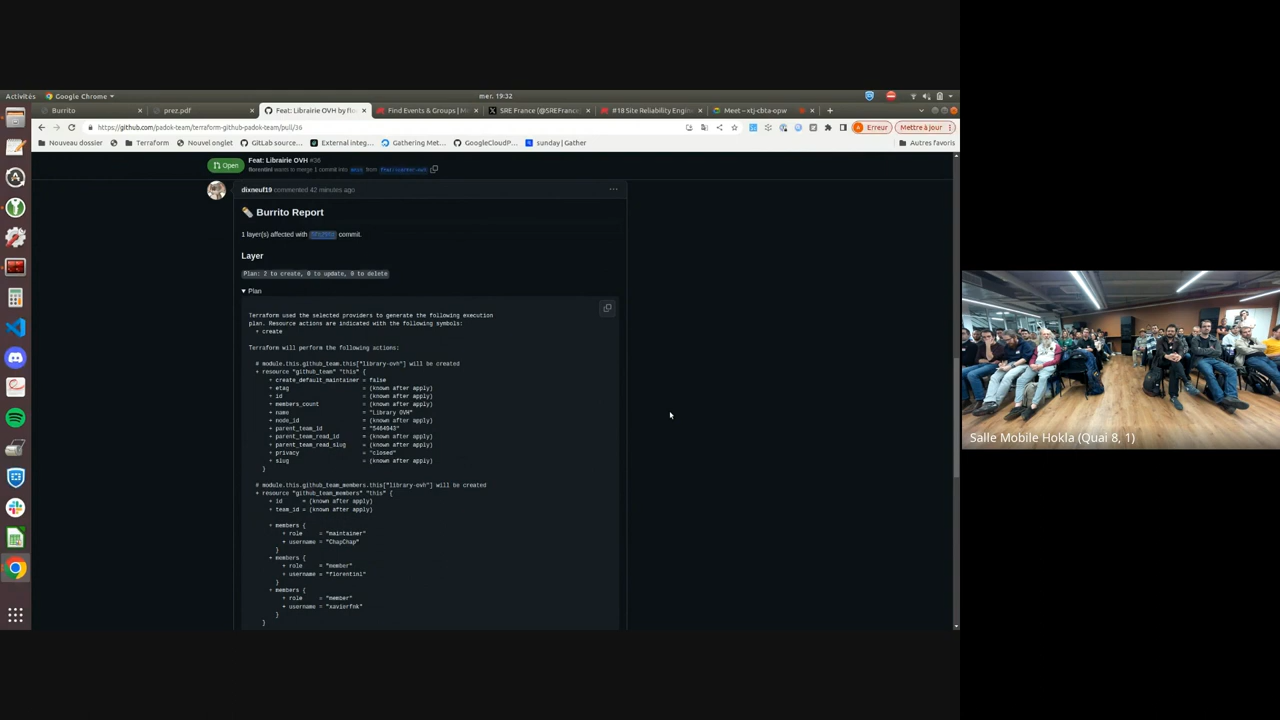 Activités
Google Chrome
mer. 19:32
Burrito
prez.pdf
Feat: Librairie OVH by flo
Find Events & Groups | M
SRE France (@SREFrance
#18 Site Reliability Engin
Meet – xtj-cbta-opw
https://github.com/padok-team/terraform-github-padok-team/pull/36
Erreur
Mettre à jour
Nouveau dossier
Terraform
Nouvel onglet
GitLab source...
External integ...
Gathering Met...
GoogleCloudP...
sunday | Gather
Autres favoris
Open
Feat: Librairie OVH #36
florentini wants to merge 1 commit into
from
dixneuf19 commented 42 minutes ago
Burrito Report
1 layer(s) affected with
commit.
Layer
Plan: 2 to create, 0 to update, 0 to delete
Plan
Terraform used the selected providers to generate the following execution
plan. Resource actions are indicated with the following symbols:
+ create
Terraform will perform the following actions:
# module.this.github_team.this["library-ovh"] will be created
+ resource "github_team" "this" {
+ create_default_maintainer = false
+ etag = (known after apply)
+ id = (known after apply)
+ members_count = (known after apply)
+ name = "Library OVH"
+ node_id = (known after apply)
+ parent_team_id = "5464943"
+ parent_team_read_id = (known after apply)
+ parent_team_read_slug = (known after apply)
+ privacy = "closed"
+ slug = (known after apply)
}
# module.this.github_team_members.this["library-ovh"] will be created
+ resource "github_team_members" "this" {
+ id = (known after apply)
+ team_id = (known after apply)
+ members {
+ role = "maintainer"
+ username = "ChapChap"
}
+ members {
+ role = "member"
+ username = "florentini"
}
+ members {
+ role = "member"
+ username = "xavierfnk"
}
}
Salle Mobile Hokla (Quai 8, 1)